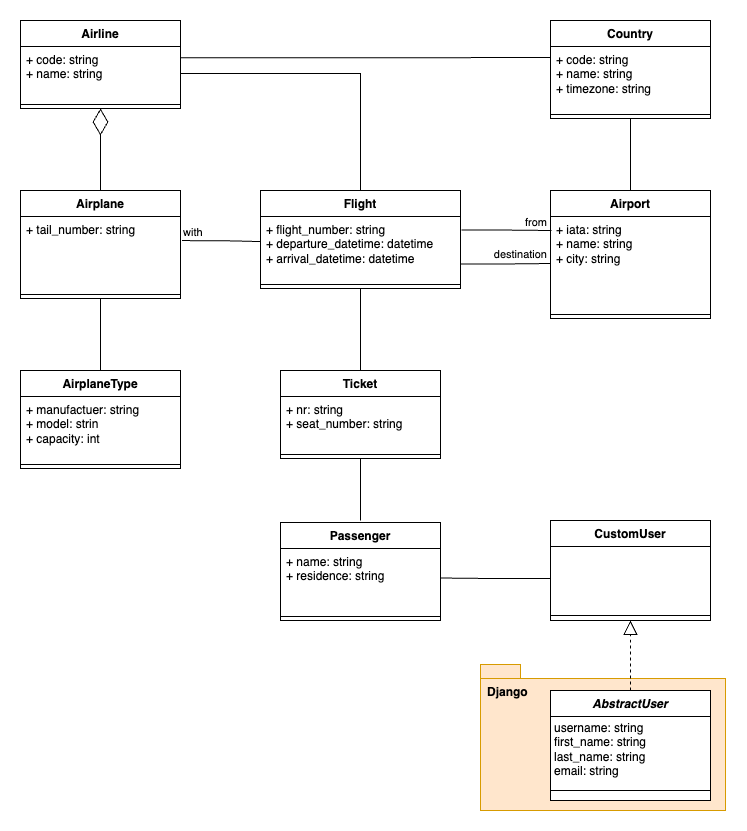 Airline
+ code: string
+ name: string
Country
+ code: string
+ name: string
+ timezone: string
Airplane
+ tail_number: string
with
Flight
+ flight_number: string
+ departure_datetime: datetime
+ arrival_datetime: datetime
from
destination
Airport
+ iata: string
+ name: string
+ city: string
AirplaneType
+ manufactuer: string
+ model: strin
+ capacity: int
Ticket
+ nr: string
+ seat_number: string
Passenger
+ name: string
+ residence: string
CustomUser
Django
AbstractUser
username: string
first_name: string
last_name: string
email: string